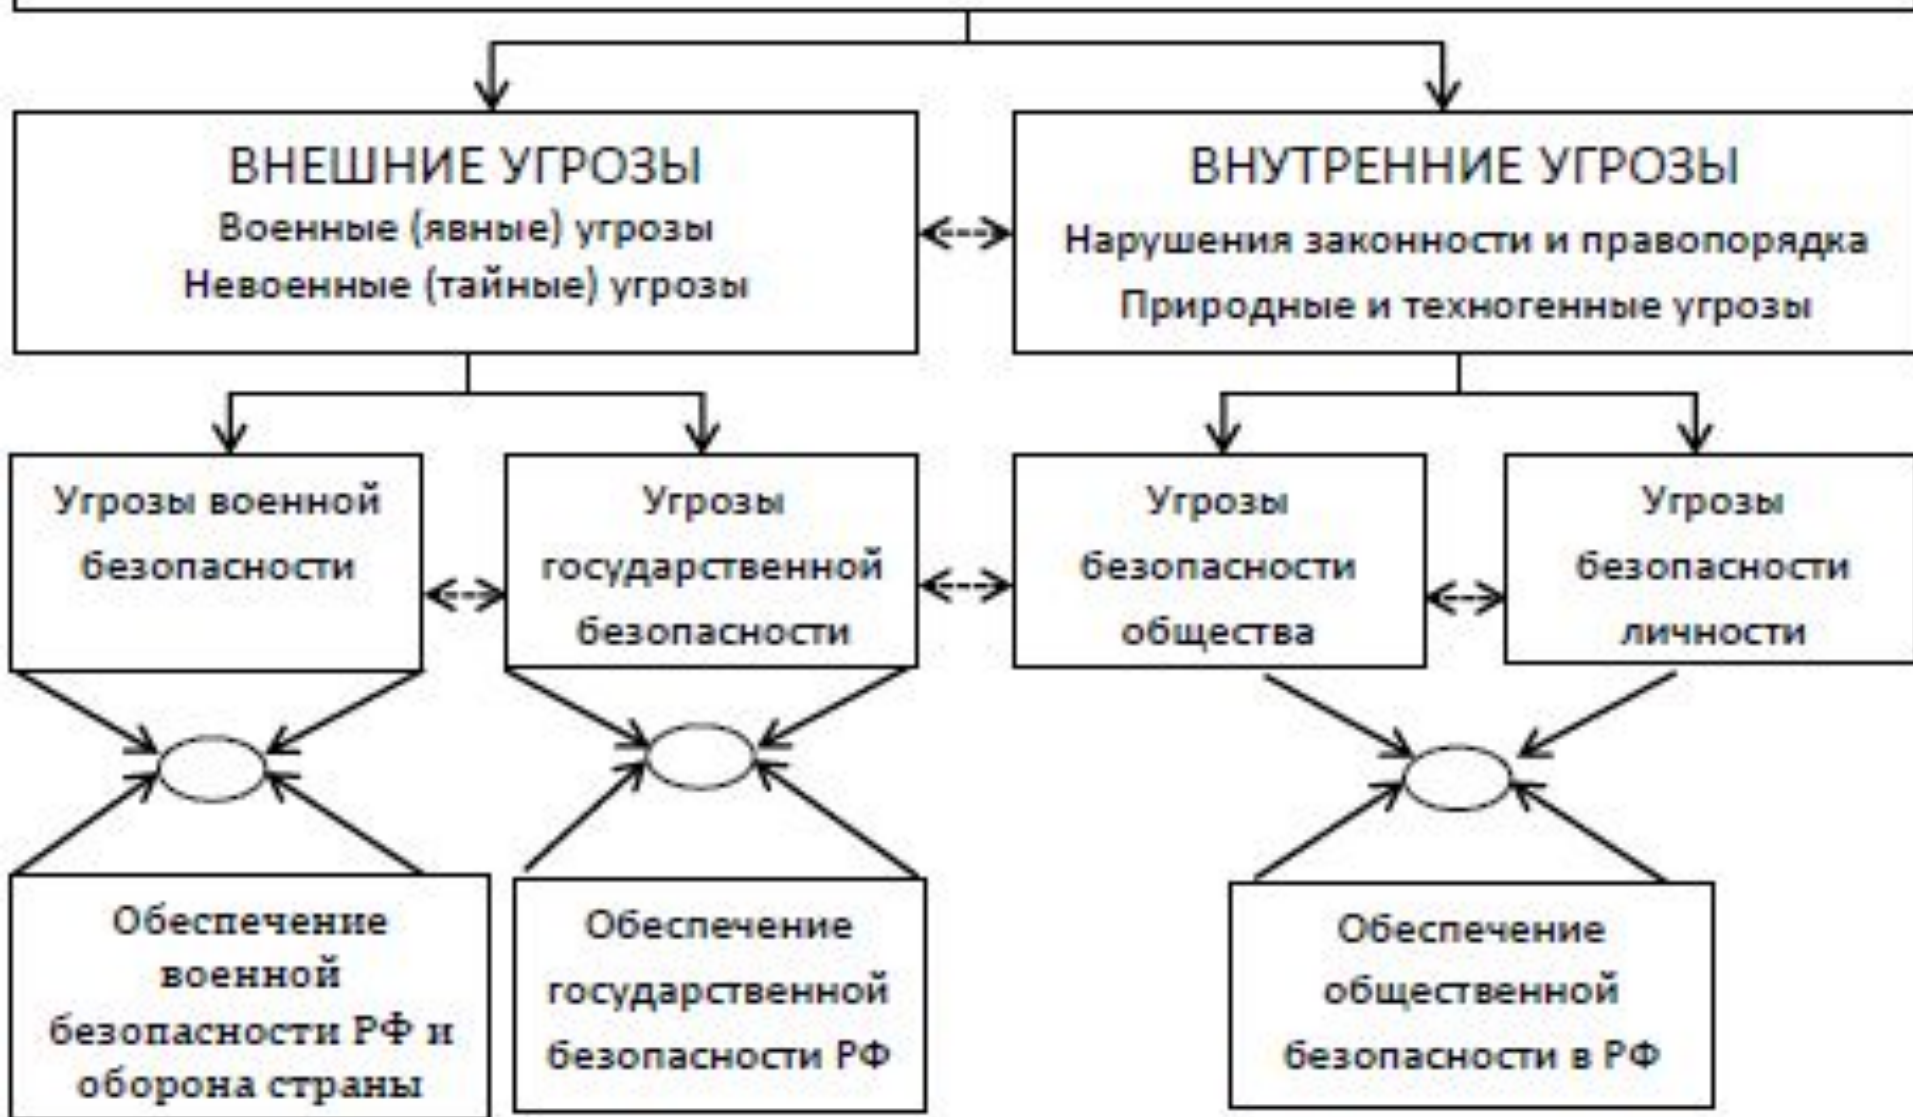 ВНЕШНИЕ УГРОЗЫ
Военные (явные) угрозы
Невоенные (тайные) угрозы
ВНУТРЕННИЕ УГРОЗЫ
Нарушения законности и правопорядка
Природные и техногенные угрозы
Угрозы военной
безопасности
Угрозы
государственной
безопасности
Угрозы
безопасности
общества
Угрозы
безопасности
личности
Обеспечение
военной
безопасности РФ и
оборона страны
Обеспечение
государственной
безопасности РФ
Обеспечение
общественной
безопасности в РФ